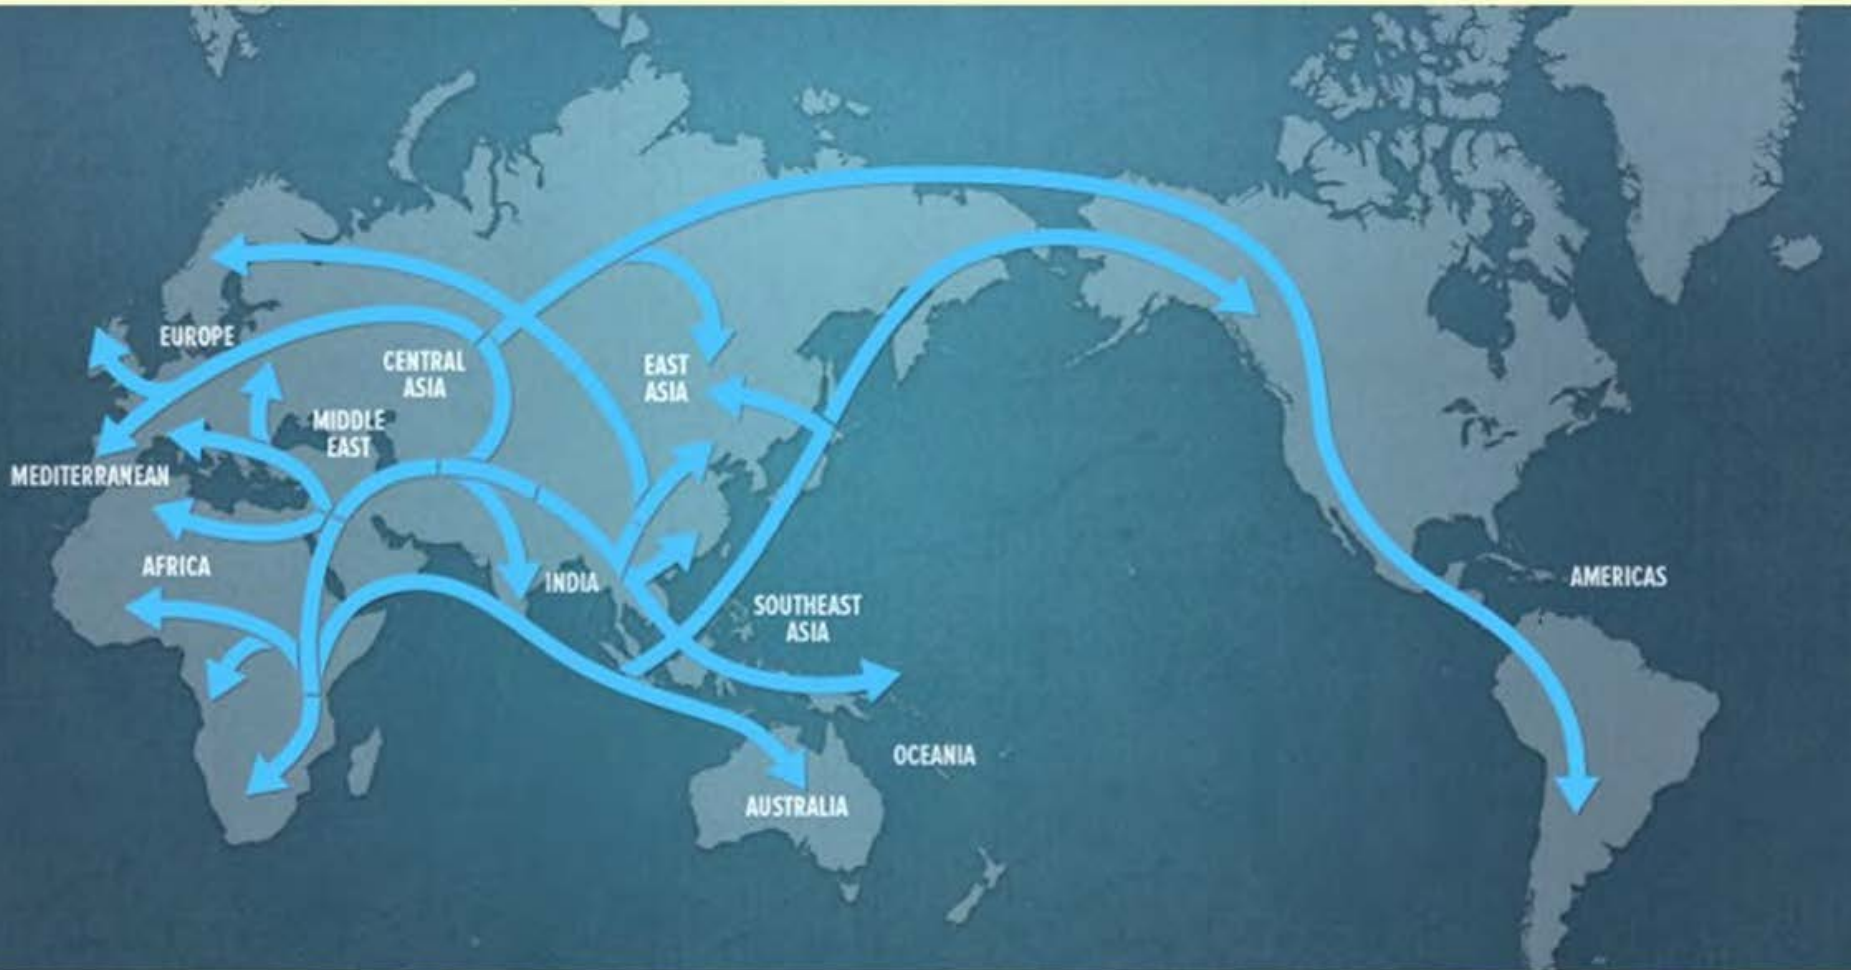 EUROPE
CENTRAL
ASIA
EAST
ASIA
MIDDLE
EAST
MEDITERRANEAN
AFRICA
INDIA
SOUTHEAST
ASIA
AMERICAS
OCEANIA
AUSTRALIA